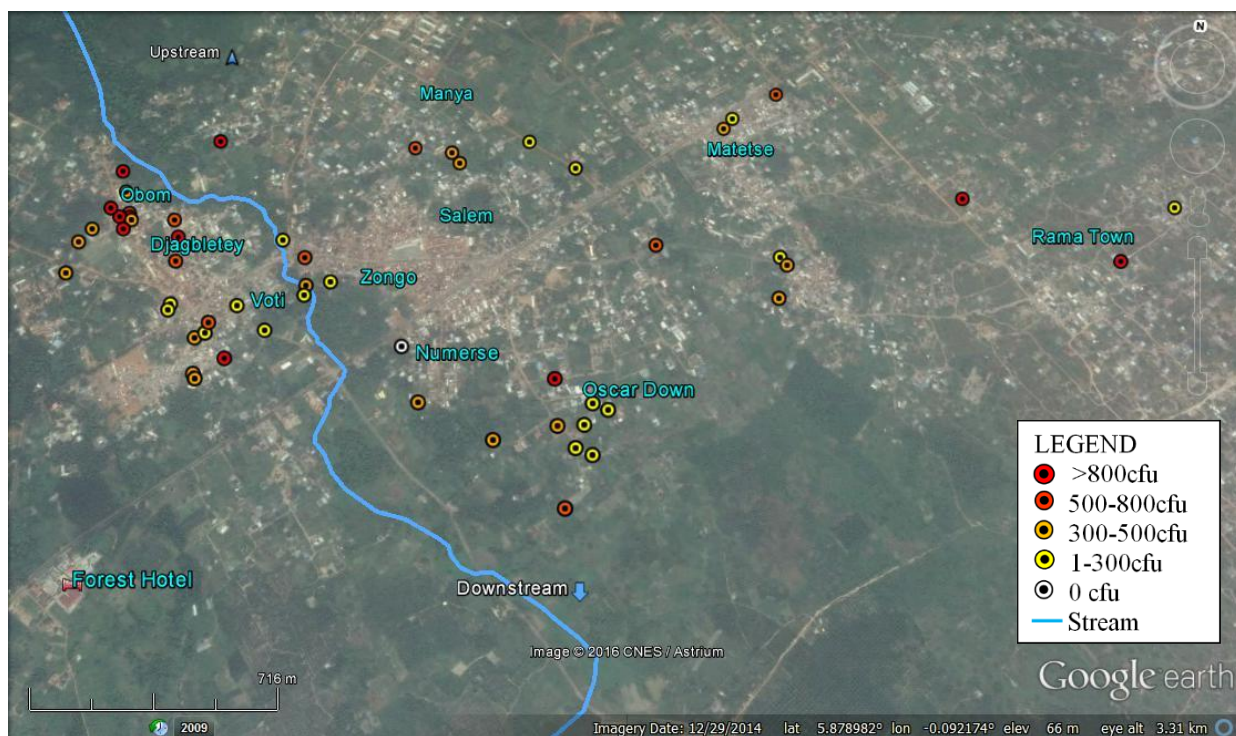 N
Upstream
Manya
Matetse
Obom
Salem
Djagbletey
Rama Town
Zongo
Voti
Numerse
Oscar Down
LEGEND
>800cfu
500-800cfu
300-500cfu
1-300cfu
0 cfu
Stream
Forest Hotel
Downstream
Image © 2016 CNES / Astrium
716 m
Google earth
2009
Imagery Date: 12/29/2014 lat 5.878982° lon -0.092174° elev 66 m eye alt 3.31 km